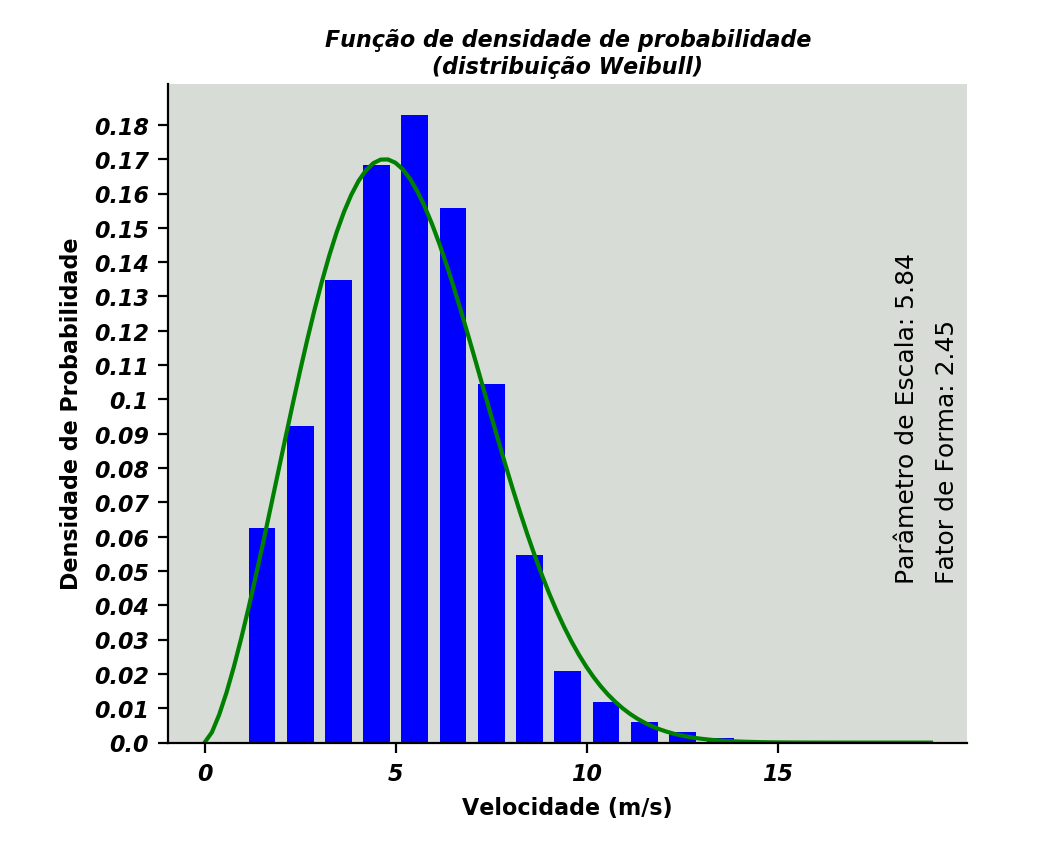 Função de densidade de probabilidade
(distribuição Weibull)
Densidade de Probabilidade
0.18
0.17
0.16
0.15
0.14
0.13
0.12
0.11
0.1
0.09
0.08
0.07
0.06
0.05
0.04
0.03
0.02
0.01
0.0
0 5 10 15
Velocidade (m/s)
Parâmetro de Escala: 5.84
Fator de Forma: 2.45